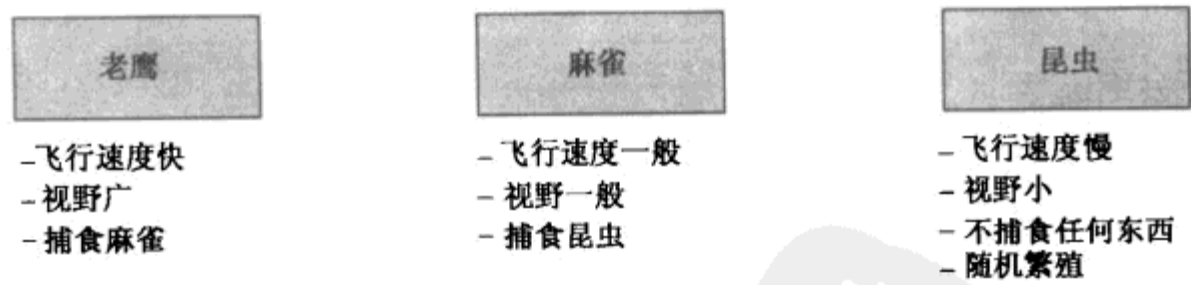 老鹰
-飞行速度快
-视野广
-捕食麻雀
麻雀
-飞行速度一般
-视野一般
-捕食昆虫
昆虫
-飞行速度慢
-视野小
-不捕食任何东西
-随机繁殖